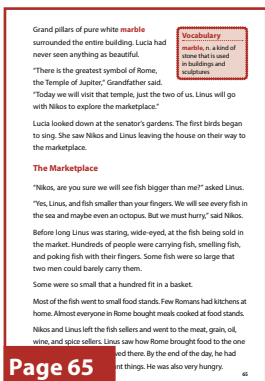 Grand pillars of pure white marble
surrounded the entire building. Lucia had
never seen anything as beautiful.
Vocabulary
marble, n. a kind of
stone that is used
in buildings and
sculptures
"There is the greatest symbol of Rome,
the Temple of Jupiter," Grandfather said.
"Today we will visit that temple, just the two of us. Linus will go
with Nikos to explore the marketplace."
Lucia looked down at the senator's gardens. The first birds began
to sing. She saw Nikos and Linus leaving the house on their way to
the marketplace.
The Marketplace
"Nikos, are you sure we will see fish bigger than me?" asked Linus.
"Yes, Linus, and fish smaller than your fingers. We will see every fish in
the sea and maybe even an octopus. But we must hurry," said Nikos.
Before long Linus was staring, wide-eyed, at the fish being sold in
the market. Hundreds of people were carrying fish, smelling fish,
and poking fish with their fingers. Some fish were so large that
two men could barely carry them.
Some were so small that a hundred fit in a basket.
Most of the fish went to small food stands. Few Romans had kitchens at
home. Almost everyone in Rome bought meals cooked at food stands.
Nikos and Linus left the fish sellers and went to the meat, grain, oil,
wine, and spice sellers. Linus saw how Rome brought food to the one
ved there. By the end of the day, he had
nt things. He was also very hungry.
Page 65
65